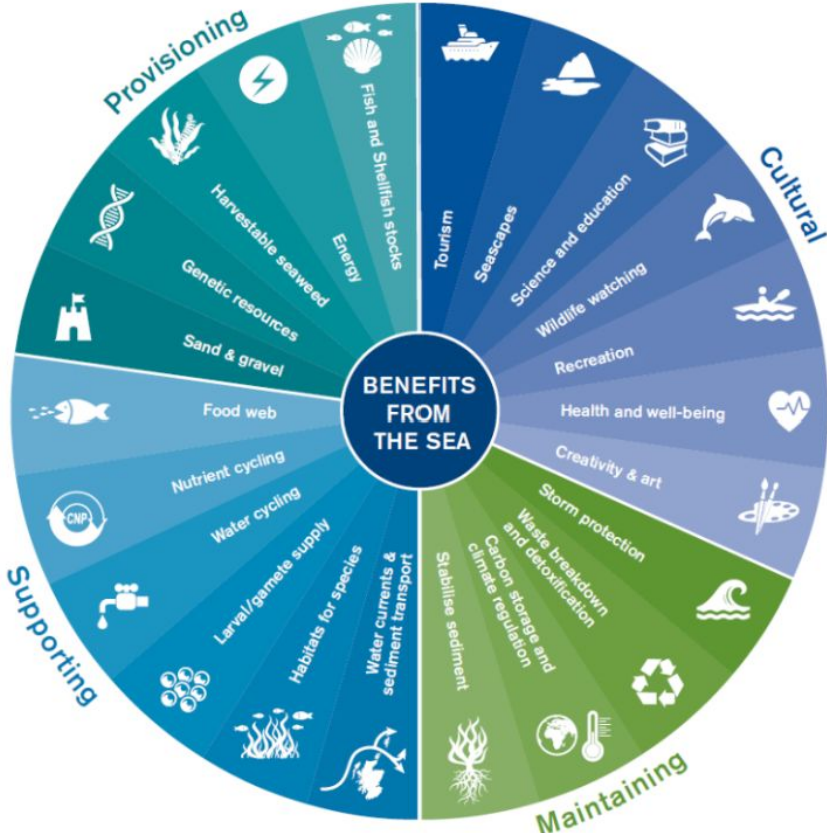 BENEFITS
FROM
THE SEA
Provisioning
Fish and Shellfish stocks
Energy
Harvestable seaweed
Genetic resources
Sand & gravel
Cultural
Tourism
Seascapes
Science and education
Wildlife watching
Recreation
Health and well-being
Creativity & art
Maintaining
Storm protection
Waste breakdown
and detoxification
Carbon storage and
climate regulation
Stabilise sediment
Supporting
Water currents &
sediment transport
Habitats for species
Larval/gamete supply
Water cycling
Nutrient cycling
CNP
Food web